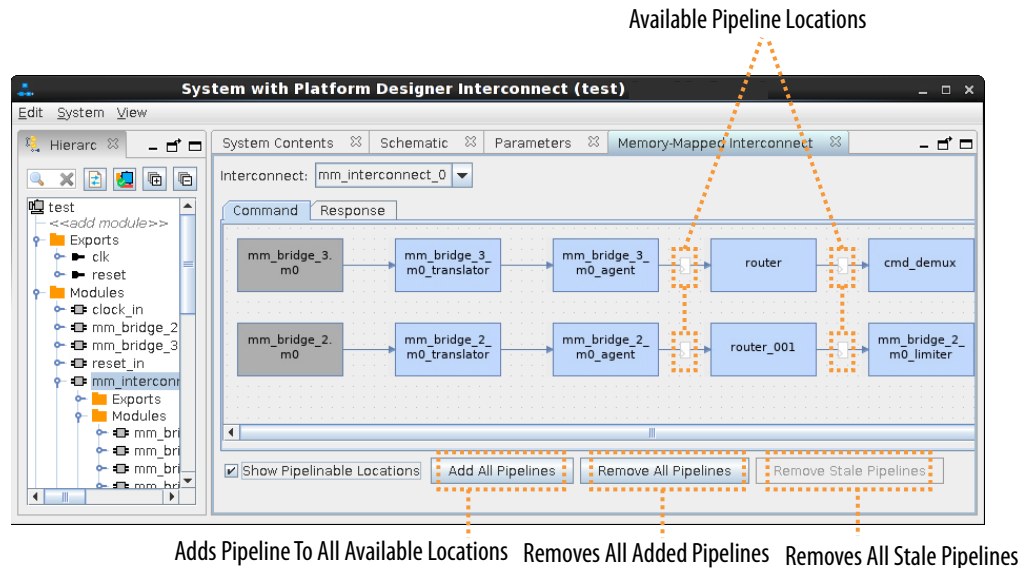 Available Pipeline Locations
System with Platform Designer Interconnect (test)
Edit System View
Hierarc
System Contents
Schematic
Parameters
Memory-Mapped Interconnect
Interconnect: mm_interconnect_0
Command
Response
test
<<add module>>
Exports
clk
reset
Modules
clock_in
mm_bridge_2
mm_bridge_3
reset_in
mm_interconn
Exports
Modules
mm_bri
mm_bri
mm_bri
mm_bri
mm_bridge_3.
m0
mm_bridge_3_
m0_translator
mm_bridge_3_
m0_agent
router
cmd_demux
mm_bridge_2.
m0
mm_bridge_2_
m0_translator
mm_bridge_2_
m0_agent
router_001
mm_bridge_2_
m0_limiter
Show Pipelinable Locations
Add All Pipelines
Remove All Pipelines
Remove Stale Pipelines
Adds Pipeline To All Available Locations
Removes All Added Pipelines
Removes All Stale Pipelines